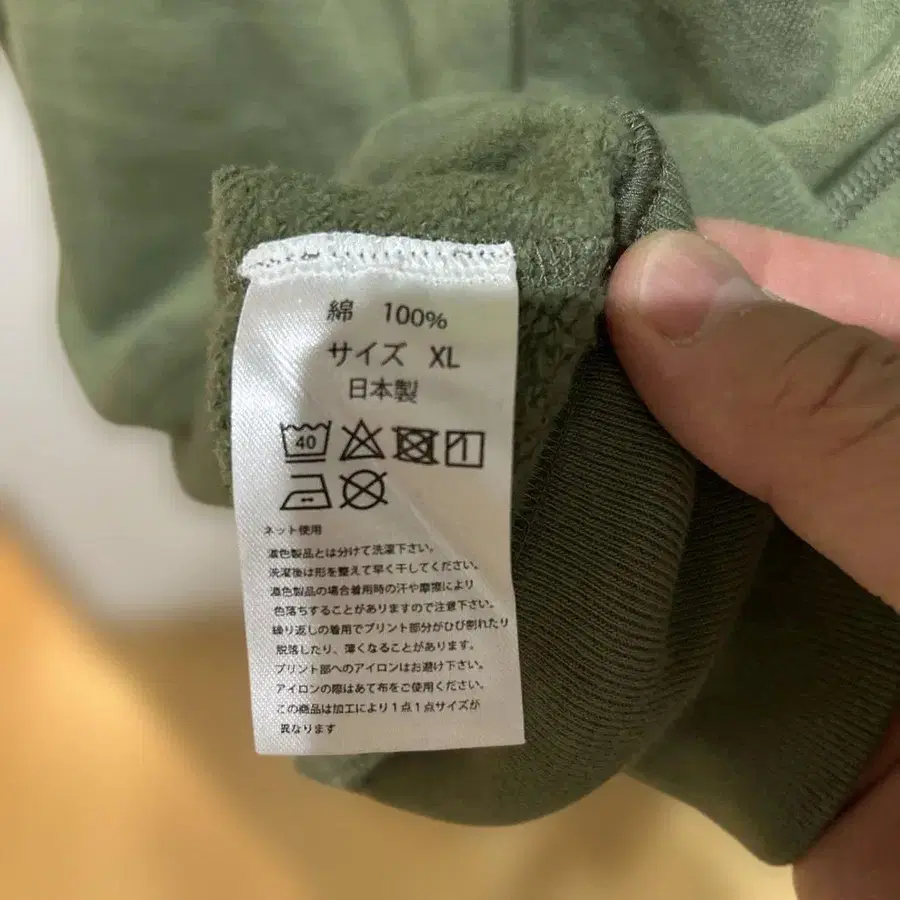 綿 100%
サイズ XL
日本製
40
ネット使用
濃色製品とは分けて洗濯下さい。
洗濯後は形を整えて早く干してください。
濃色製品の場合着用時の汗や摩擦により
色落ちすることがありますので注意下さい。
繰り返しの着用でプリント部分がひび割れたり
脱落したり、薄くなることがあります。
プリント部へのアイロンはお避け下さい。
アイロンの際はあて布をご使用ください。
この商品は加工により1点1点サイズが
異なります